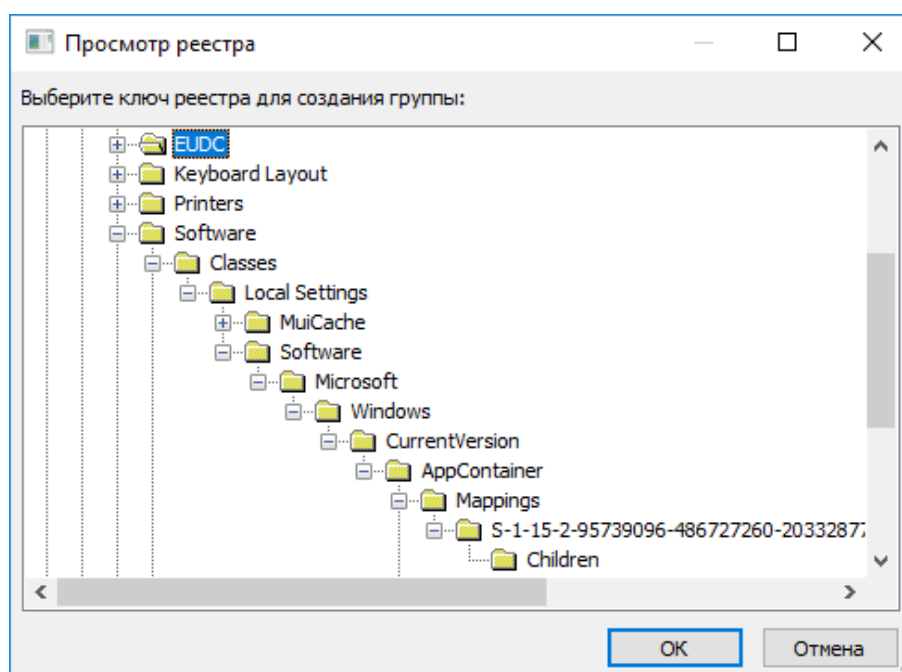 Просмотр реестра
Выберите ключ реестра для создания группы:
EUDC
Keyboard Layout
Printers
Software
Classes
Local Settings
MuiCache
Software
Microsoft
Windows
CurrentVersion
AppContainer
Mappings
S-1-15-2-95739096-486727260-20332877
Children
OK Отмена